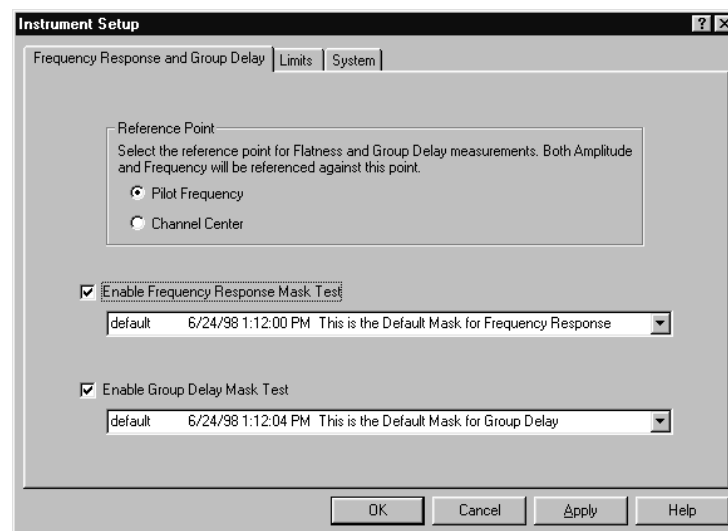 Instrument Setup
Frequency Response and Group Delay Limits System
Reference Point
Select the reference point for Flatness and Group Delay measurements. Both Amplitude
and Frequency will be referenced against this point.
Pilot Frequency
Channel Center
Enable Frequency Response Mask Test
default 6/24/98 1:12:00 PM This is the Default Mask for Frequency Response
Enable Group Delay Mask Test
default 6/24/98 1:12:04 PM This is the Default Mask for Group Delay
OK Cancel Apply Help